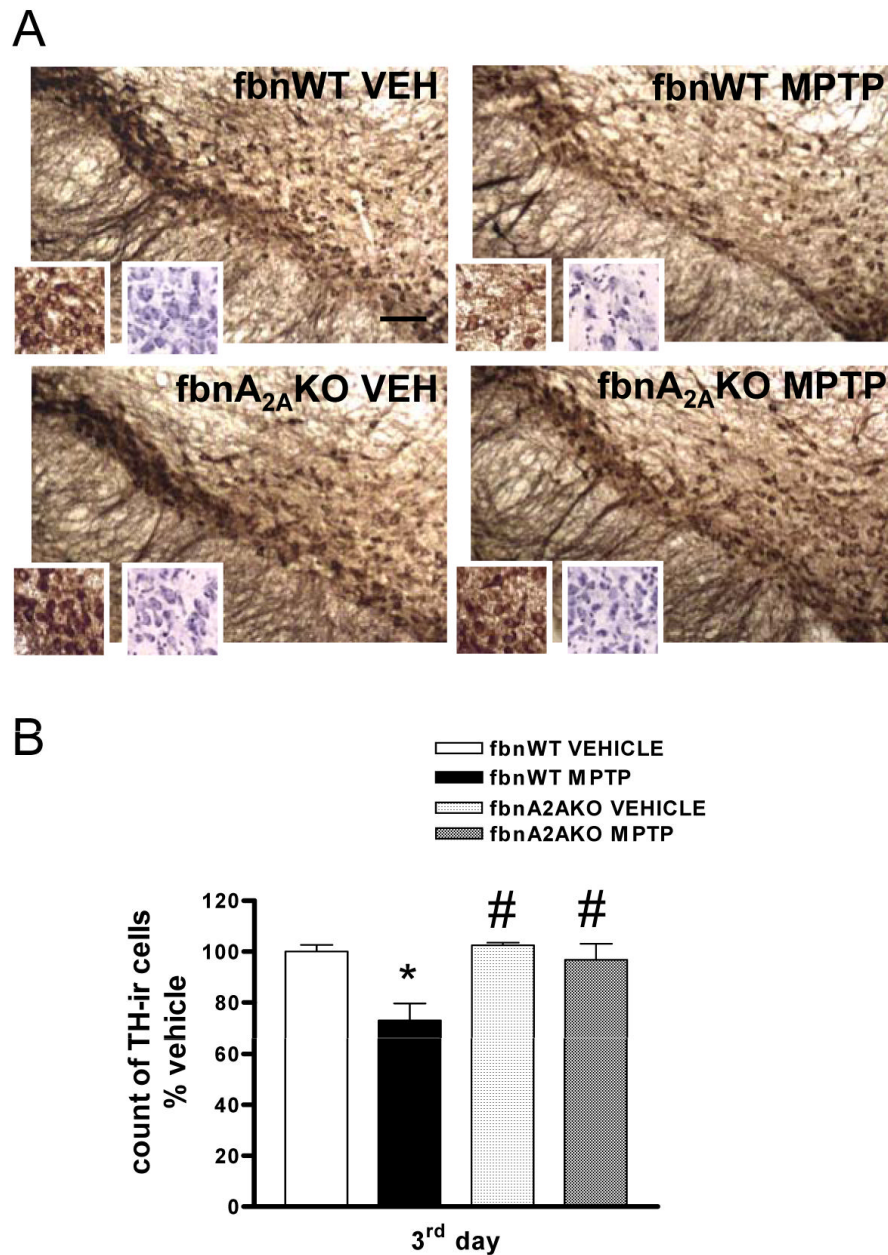 A
fbnWT VEH
fbnWT MPTP
fbnA2AKO VEH
fbnA2AKO MPTP
B
fbnWT VEHICLE
fbnWT MPTP
fbnA2AKO VEHICLE
fbnA2AKO MPTP
count of TH-ir cells
% vehicle
120
100
80
60
40
20
0
*
#
#
3rd day